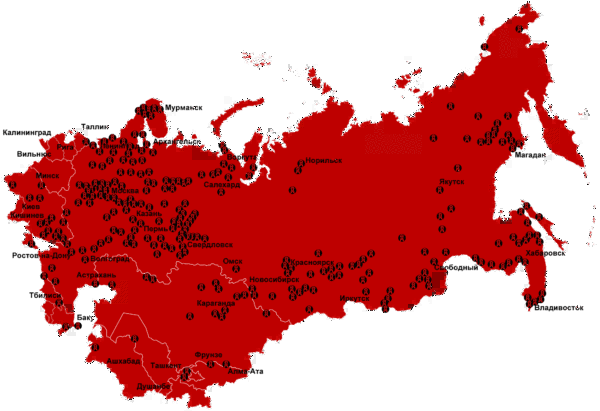 Мурманск
Таллин
Калининград
Архангельск
Рига
Вильнюс
Воркута
Норильск
Магадан
Минск
Салехард
Якутск
Москва
Киев
Казань
Кишинев
Пермь
Свердловск
Хабаровск
Ростов-на-Дону
Волгоград
Омск
Красноярск
Свободный
Астрахань
Новосибирск
Тбилиси
Караганда
Иркутск
Владивосток
Баку
Фрунзе
Ашхабад
Ташкент
Алма-Ата
Душанбе